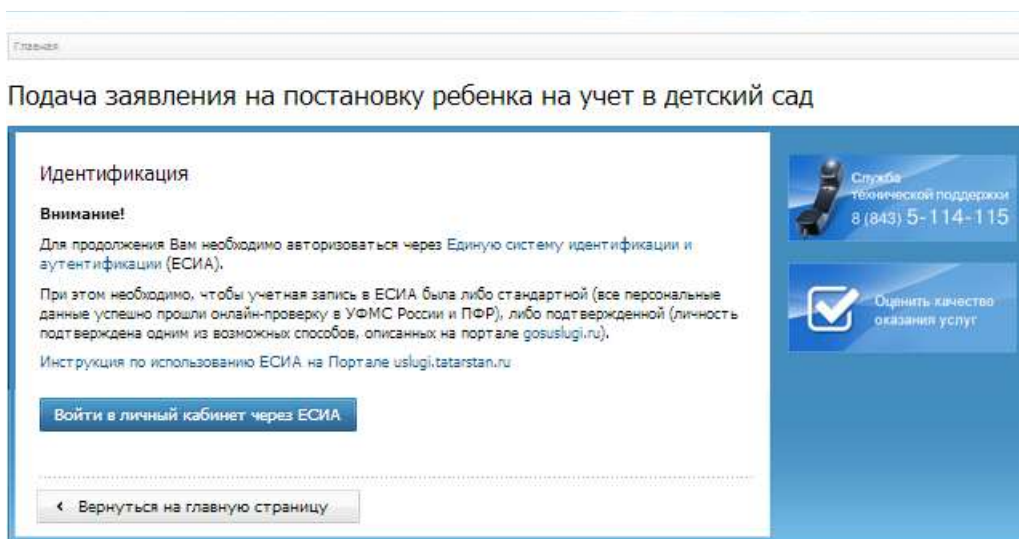 Главная
Подача заявления на постановку ребенка на учет в детский сад
Идентификация
Внимание!
Для продолжения Вам необходимо авторизоваться через Единую систему идентификации и
аутентификации (ЕСИА).
При этом необходимо, чтобы учетная запись в ЕСИА была либо стандартной (все персональные
данные успешно прошли онлайн-проверку в УФМС России и ПФР), либо подтвержденной (личность
подтверждена одним из возможных способов, описанных на портале gosuslugi.ru).
Инструкция по использованию ЕСИА на Портале uslugi.tatarstan.ru
Войти в личный кабинет через ЕСИА
Вернуться на главную страницу
Служба
технической поддержки
8 (843) 5-114-115
Оценить качество
оказания услуг